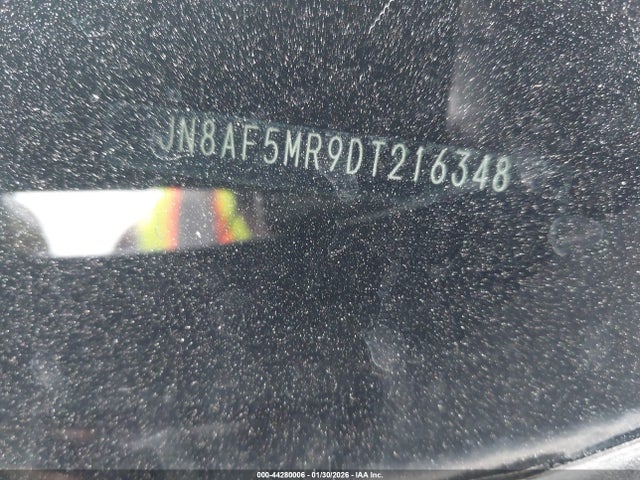 JN8AF5MR9DT216348
000-44280006 - 01/30/2026 - IAA Inc.